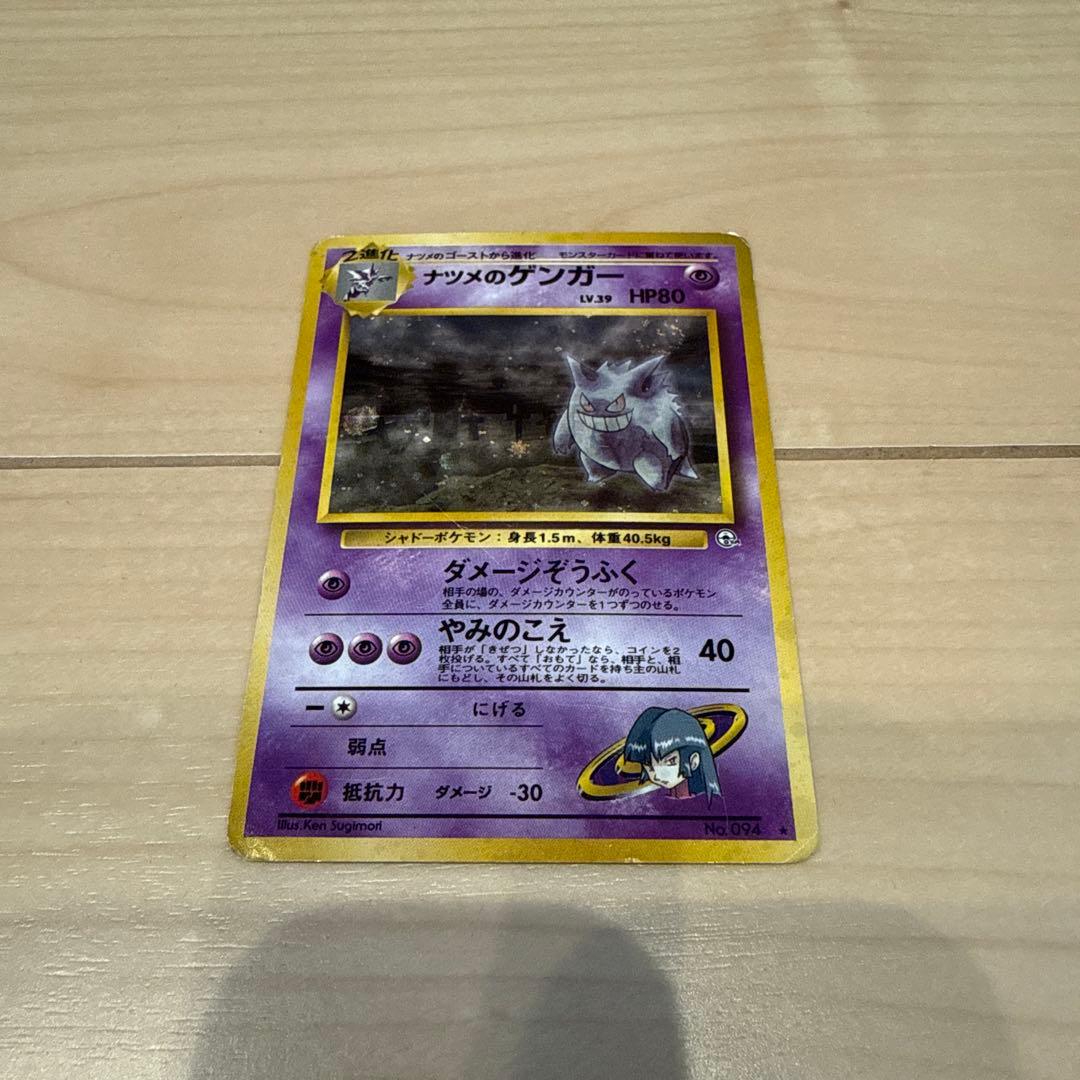 2進化 ナツメのゴーストから進化 モンスターカードに重ねて使います。
ナツメのゲンガー
LV.39 HP80
シャドーポケモン：身長1.5m、体重40.5kg
ダメージぞうふく
相手の場の、ダメージカウンターがのっているポケモン
全員に、ダメージカウンターを1つずつのせる。
やみのこえ
相手が「きぜつ」しなかったなら、コインを2
枚投げる。すべて「おもて」なら、相手と、相
手についているすべてのカードを持ち主の山札
にもどし、その山札をよく切る。
40
にげる
弱点
抵抗力 ダメージ -30
Illus.Ken Sugimori
No.094 ★